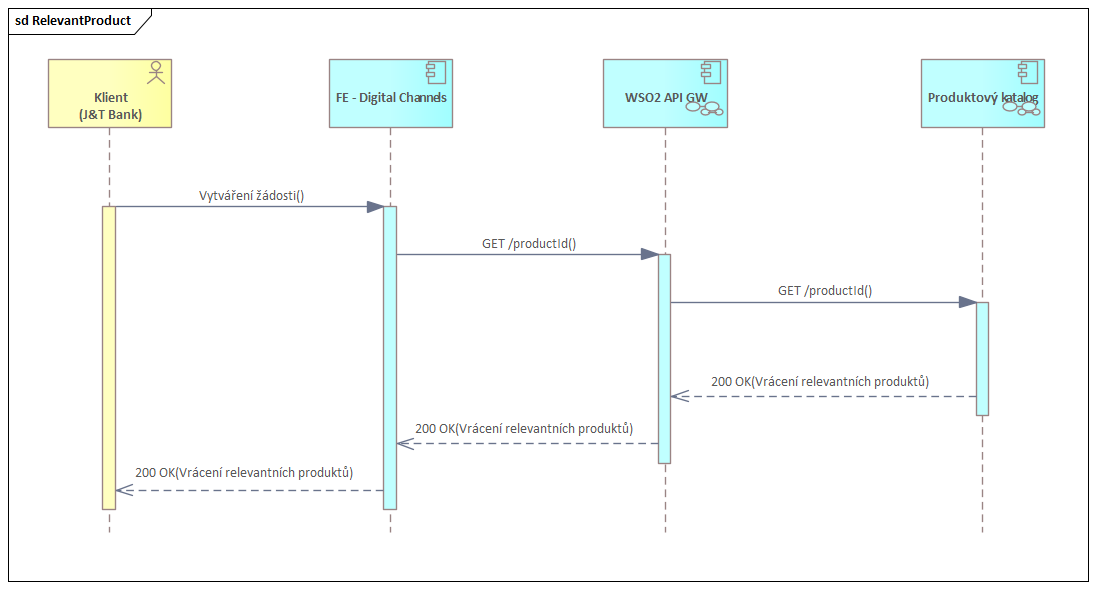 sd RelevantProduct
Klient
(J&T Bank)
FE - Digital Channels
WSO2 API GW
Produktový katalog
Vytváření žádosti()
GET /productId()
GET /productId()
200 OK(Vrácení relevantních produktů)
200 OK(Vrácení relevantních produktů)
200 OK(Vrácení relevantních produktů)